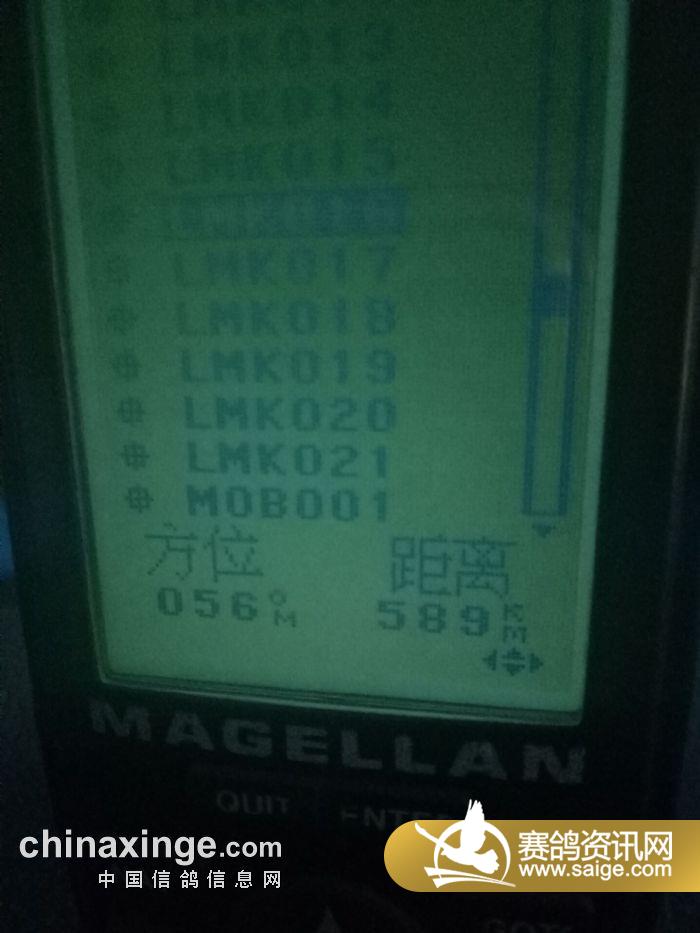 LMK013
LMK014
LMK015
LMK017
LMK018
LMK019
LMK020
LMK021
MOB001
方位 距离
056°M 589KM
MAGELLAN
QUIT ENTER
chinaxinge.com
中国信鸽信息网
赛鸽资讯网
www.saige.com